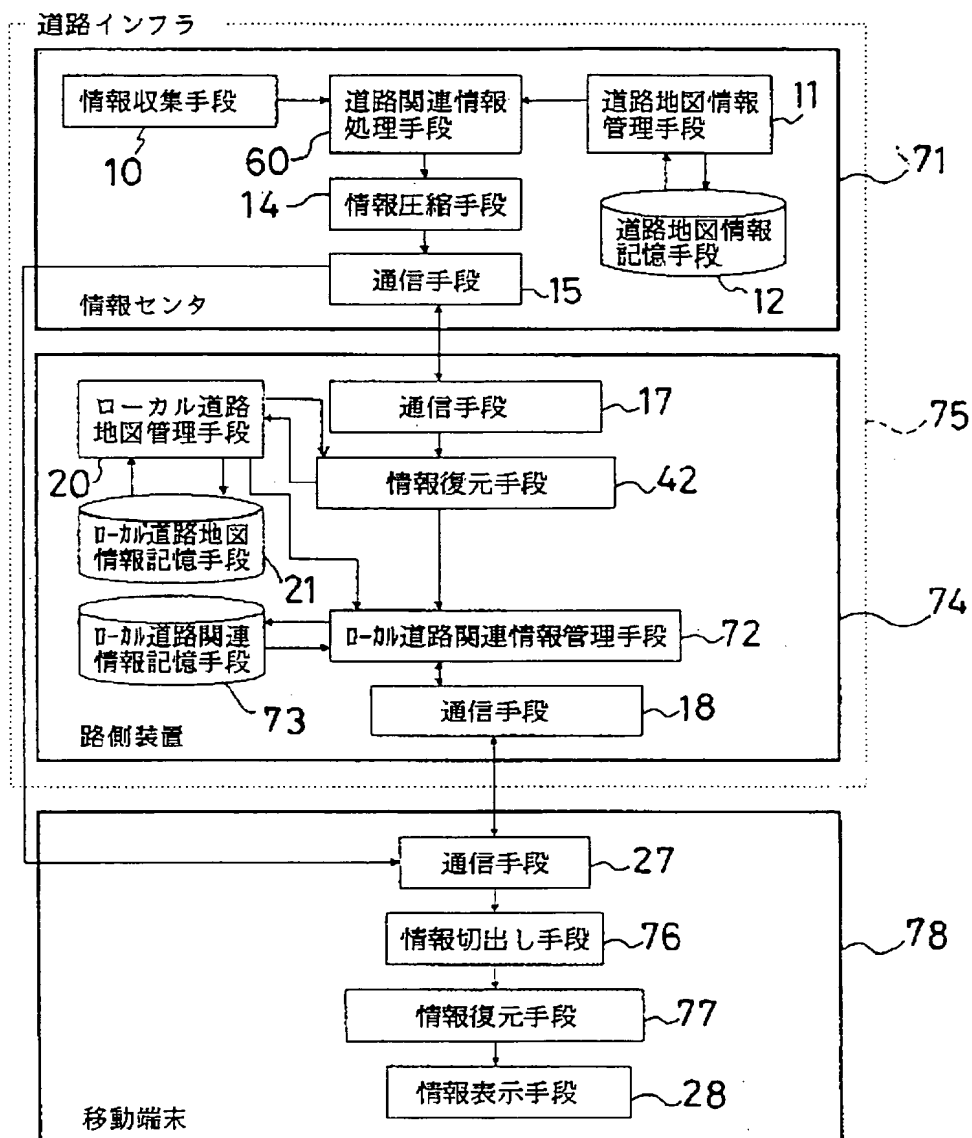 道路インフラ
情報収集手段
10
道路関連情報
処理手段
60
道路地図情報
管理手段
11
71
14
情報圧縮手段
道路地図情報
記憶手段
12
通信手段
15
情報センタ
通信手段
17
75
ローカル道路
地図管理手段
20
情報復元手段
42
ローカル道路地図
情報記憶手段
21
74
ローカル道路関連
情報記憶手段
73
ローカル道路関連情報管理手段
72
通信手段
18
路側装置
通信手段
27
情報切出し手段
76
78
情報復元手段
77
情報表示手段
28
移動端末